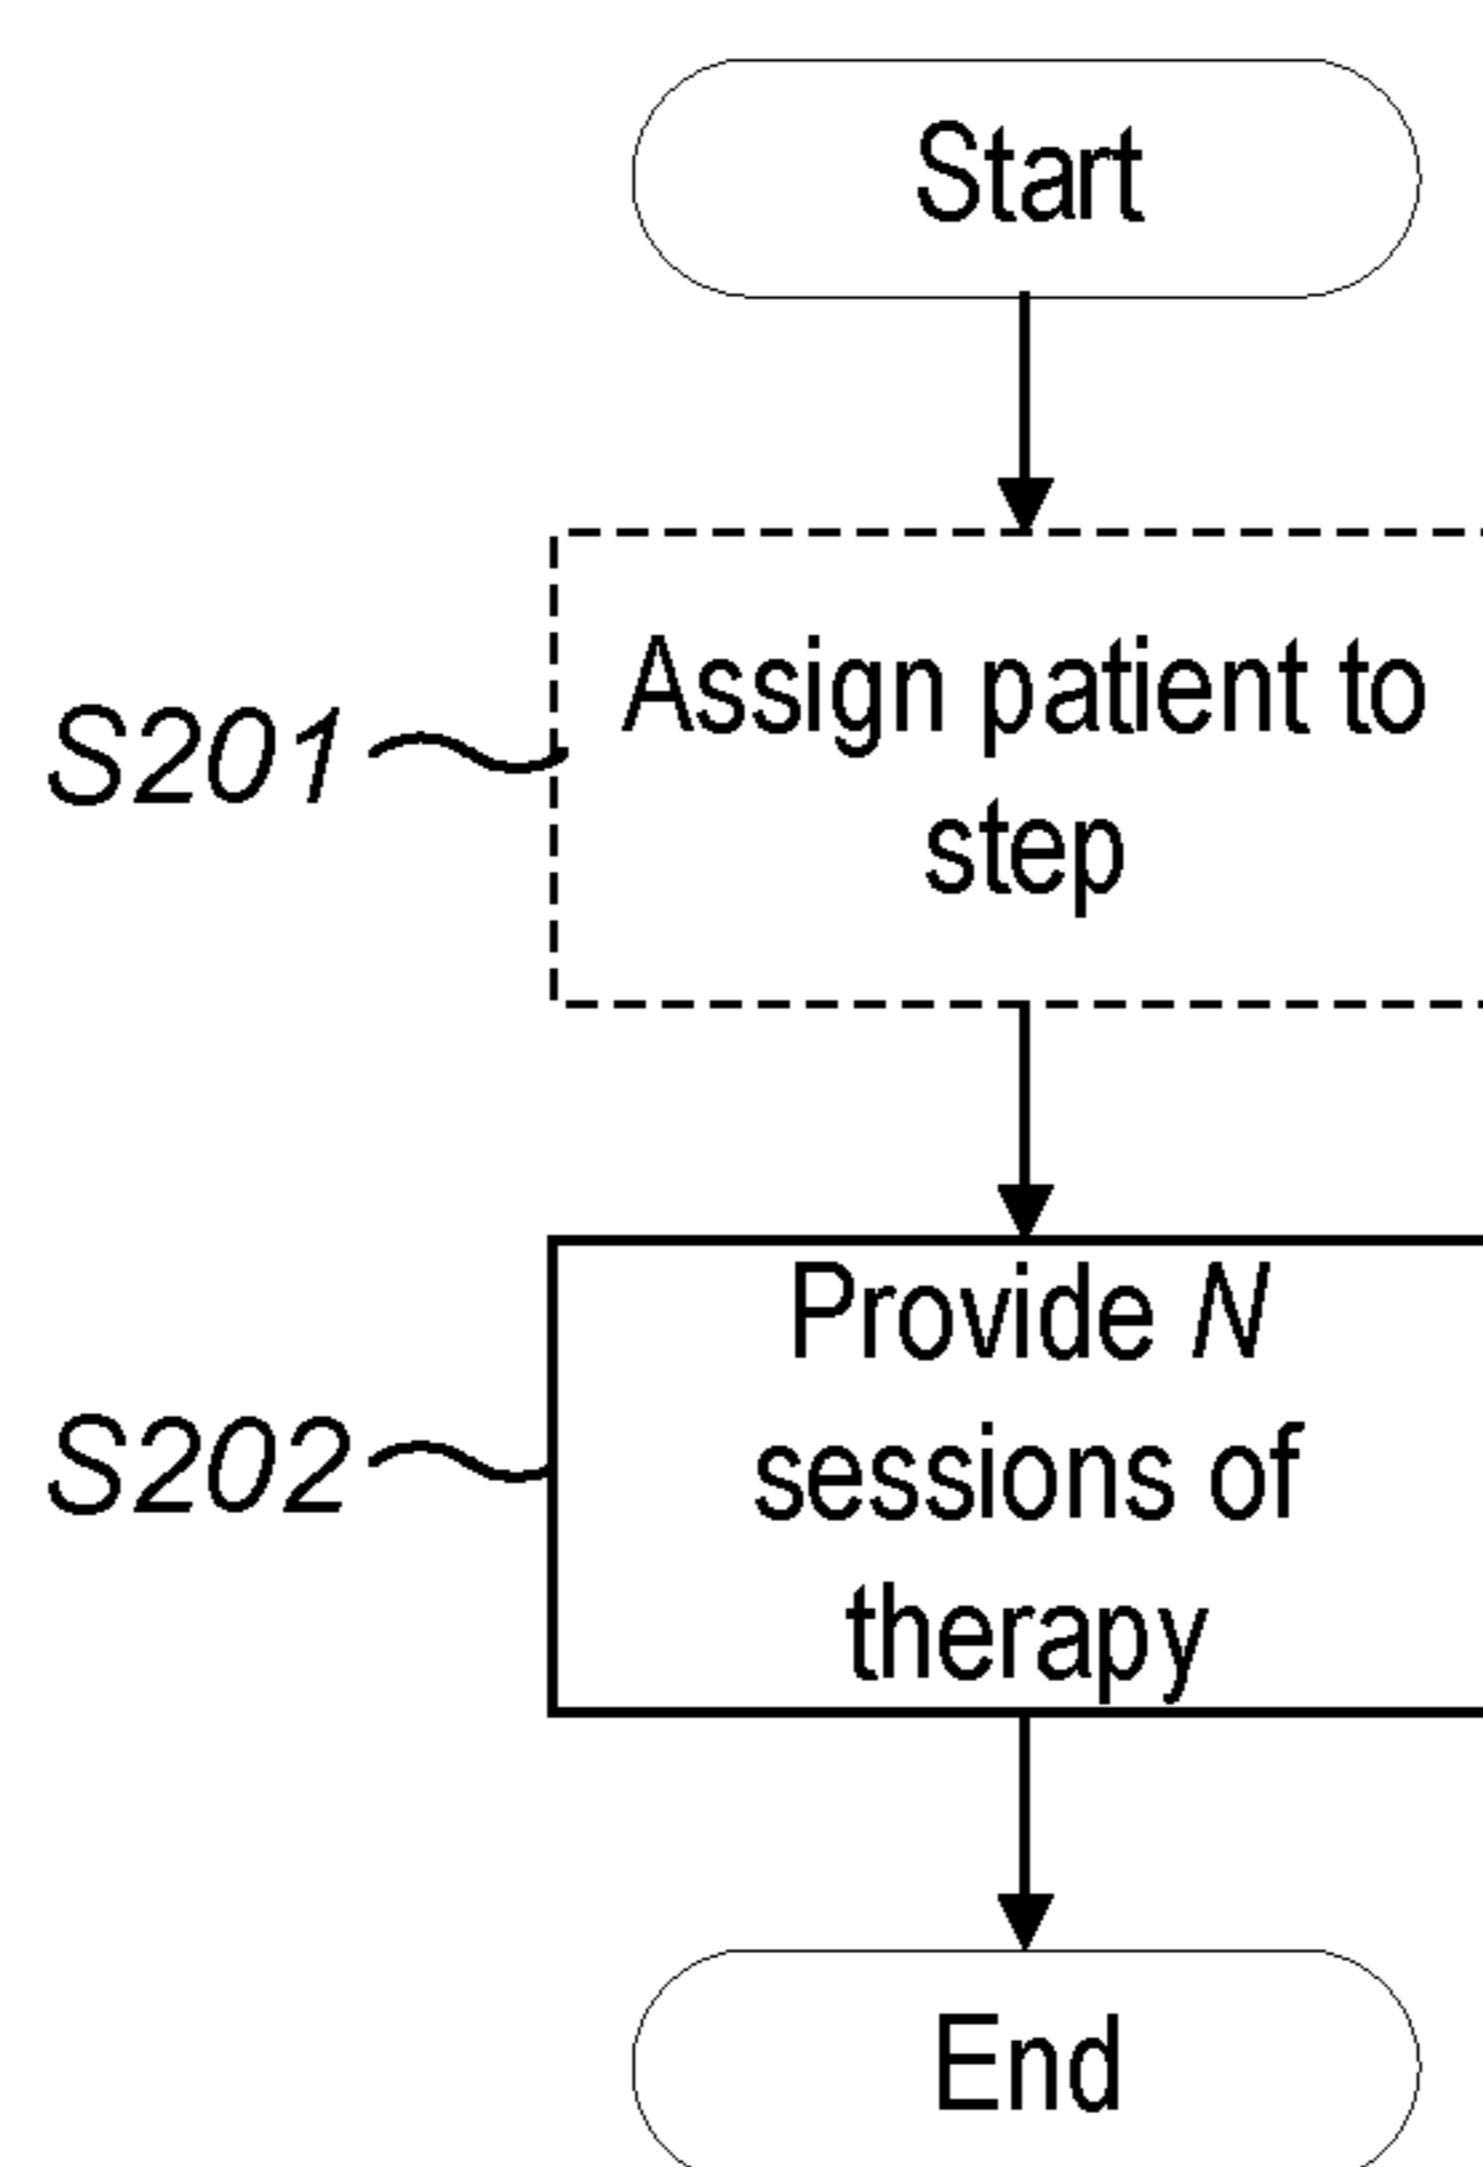 Start
S201
Assign patient to
step
S202
Provide N
sessions of
therapy
End